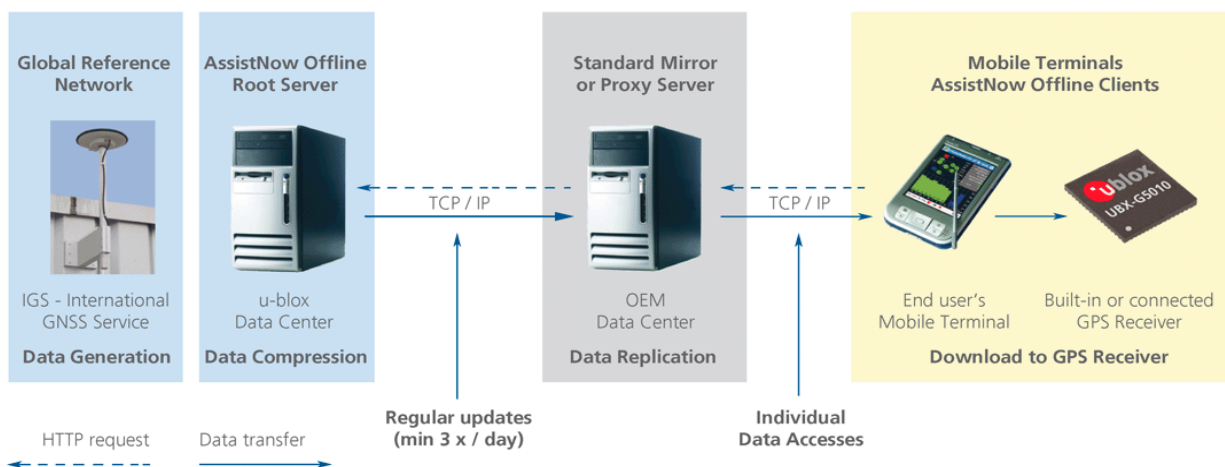 Global Reference
Network
IGS - International
GNSS Service
Data Generation
AssistNow Offline
Root Server
u-blox
Data Center
Data Compression
TCP / IP
Regular updates
(min 3 x / day)
Standard Mirror
or Proxy Server
OEM
Data Center
Data Replication
TCP / IP
Individual
Data Accesses
Mobile Terminals
AssistNow Offline Clients
ublox
UBX-G5010
End user's
Mobile Terminal
Built-in or connected
GPS Receiver
Download to GPS Receiver
HTTP request
Data transfer